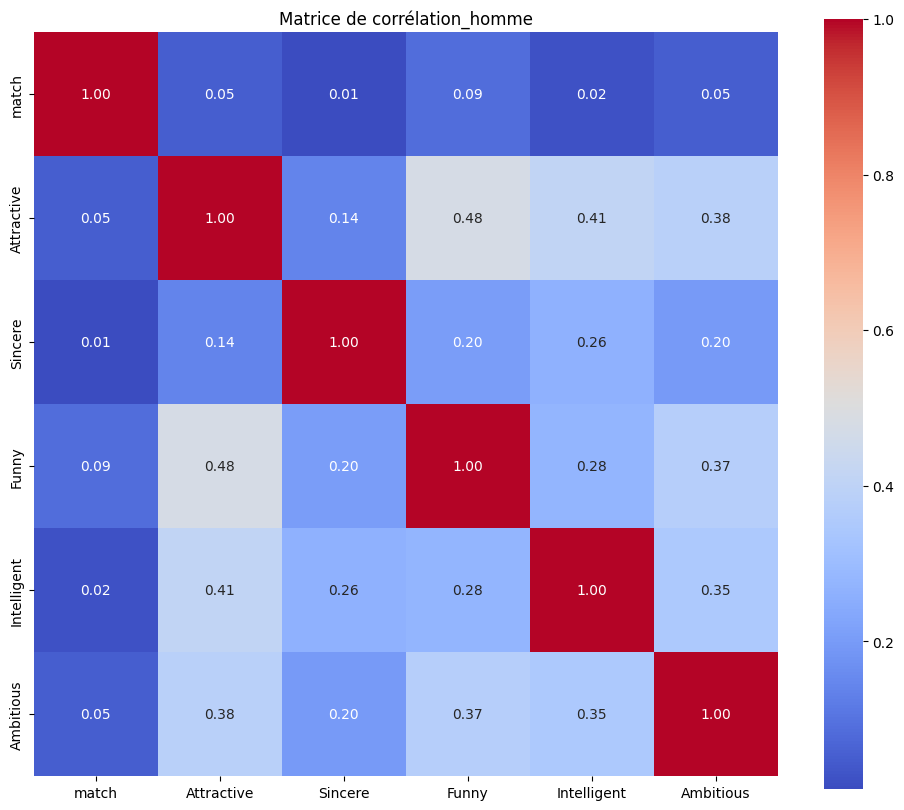 Matrice de corrélation_homme
match 1.00 0.05 0.01 0.09 0.02 0.05
Attractive 0.05 1.00 0.14 0.48 0.41 0.38
Sincere 0.01 0.14 1.00 0.20 0.26 0.20
Funny 0.09 0.48 0.20 1.00 0.28 0.37
Intelligent 0.02 0.41 0.26 0.28 1.00 0.35
Ambitious 0.05 0.38 0.20 0.37 0.35 1.00
match Attractive Sincere Funny Intelligent Ambitious
1.0
0.8
0.6
0.4
0.2